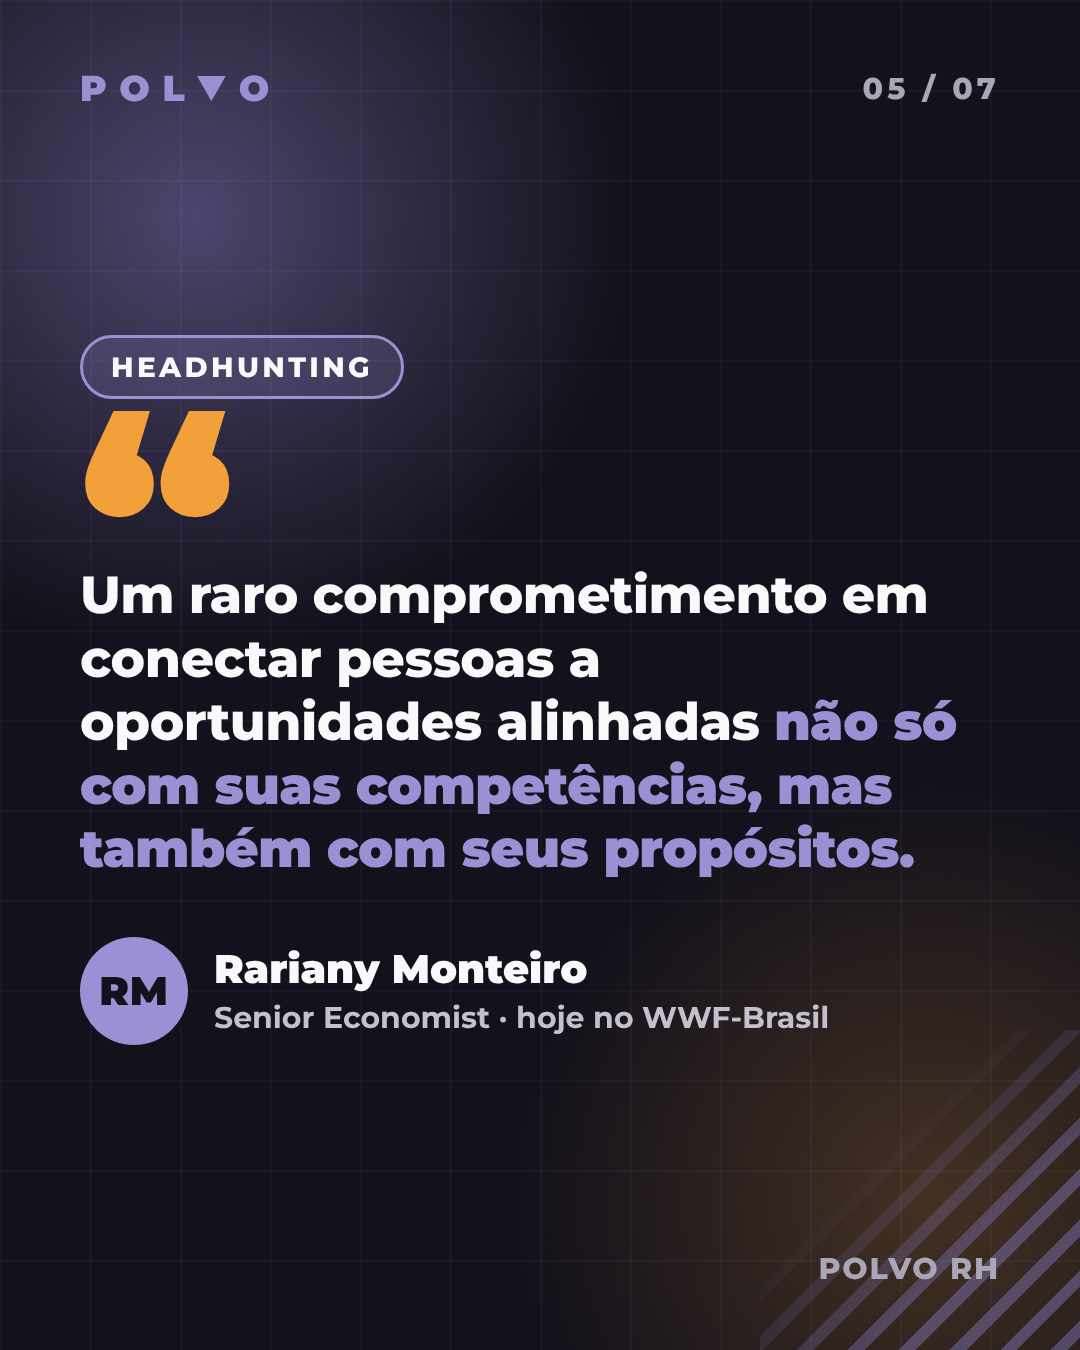 POLVO
05 / 07
HEADHUNTING
“
Um raro comprometimento em
conectar pessoas a
oportunidades alinhadas não só
com suas competências, mas
também com seus propósitos.
RM
Rariany Monteiro
Senior Economist · hoje no WWF-Brasil
POLVO RH